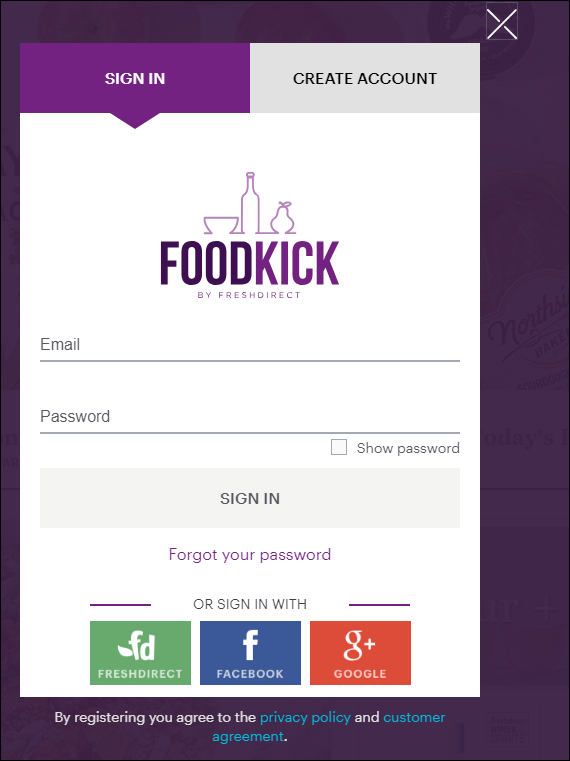 SIGN IN
CREATE ACCOUNT
FOODKICK
BY FRESHDIRECT
Email
Password
Show password
SIGN IN
Forgot your password
OR SIGN IN WITH
fd
FRESHDIRECT
f
FACEBOOK
g+
GOOGLE
Today's
By registering you agree to the privacy policy and customer
agreement.